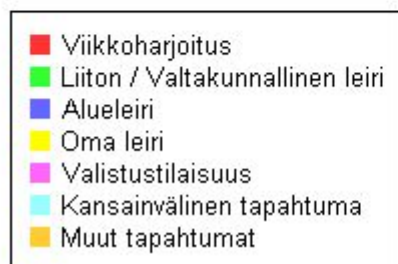 Viikkoharjoitus
Liiton / Valtakunnallinen leiri
Alueleiri
Oma leiri
Valistustilaisuus
Kansainvälinen tapahtuma
Muut tapahtumat